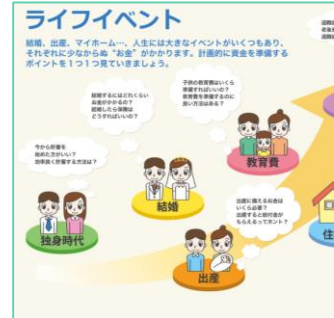 ライフイベント
結婚、出産、マイホーム…、人生には大きなイベントがいくつもあり、
それぞれに少なからぬ“お金”がかかります。計画的に資金を準備する
ポイントを1つ1つ見ていきましょう。
子供の教育費はいくら
準備すればいいの?
教育費を準備するのに
良い方法はある?
結婚するにはどれくらい
お金がかかるの?
結婚したら保険は
どうすればいいの?
今から貯蓄を
始めた方がいい?
効率良く貯蓄する方法は?
教育費
結婚
独身時代
出産に備えるお金は
いくら必要?
出産すると給付金が
もらえるってホント?
出産
住